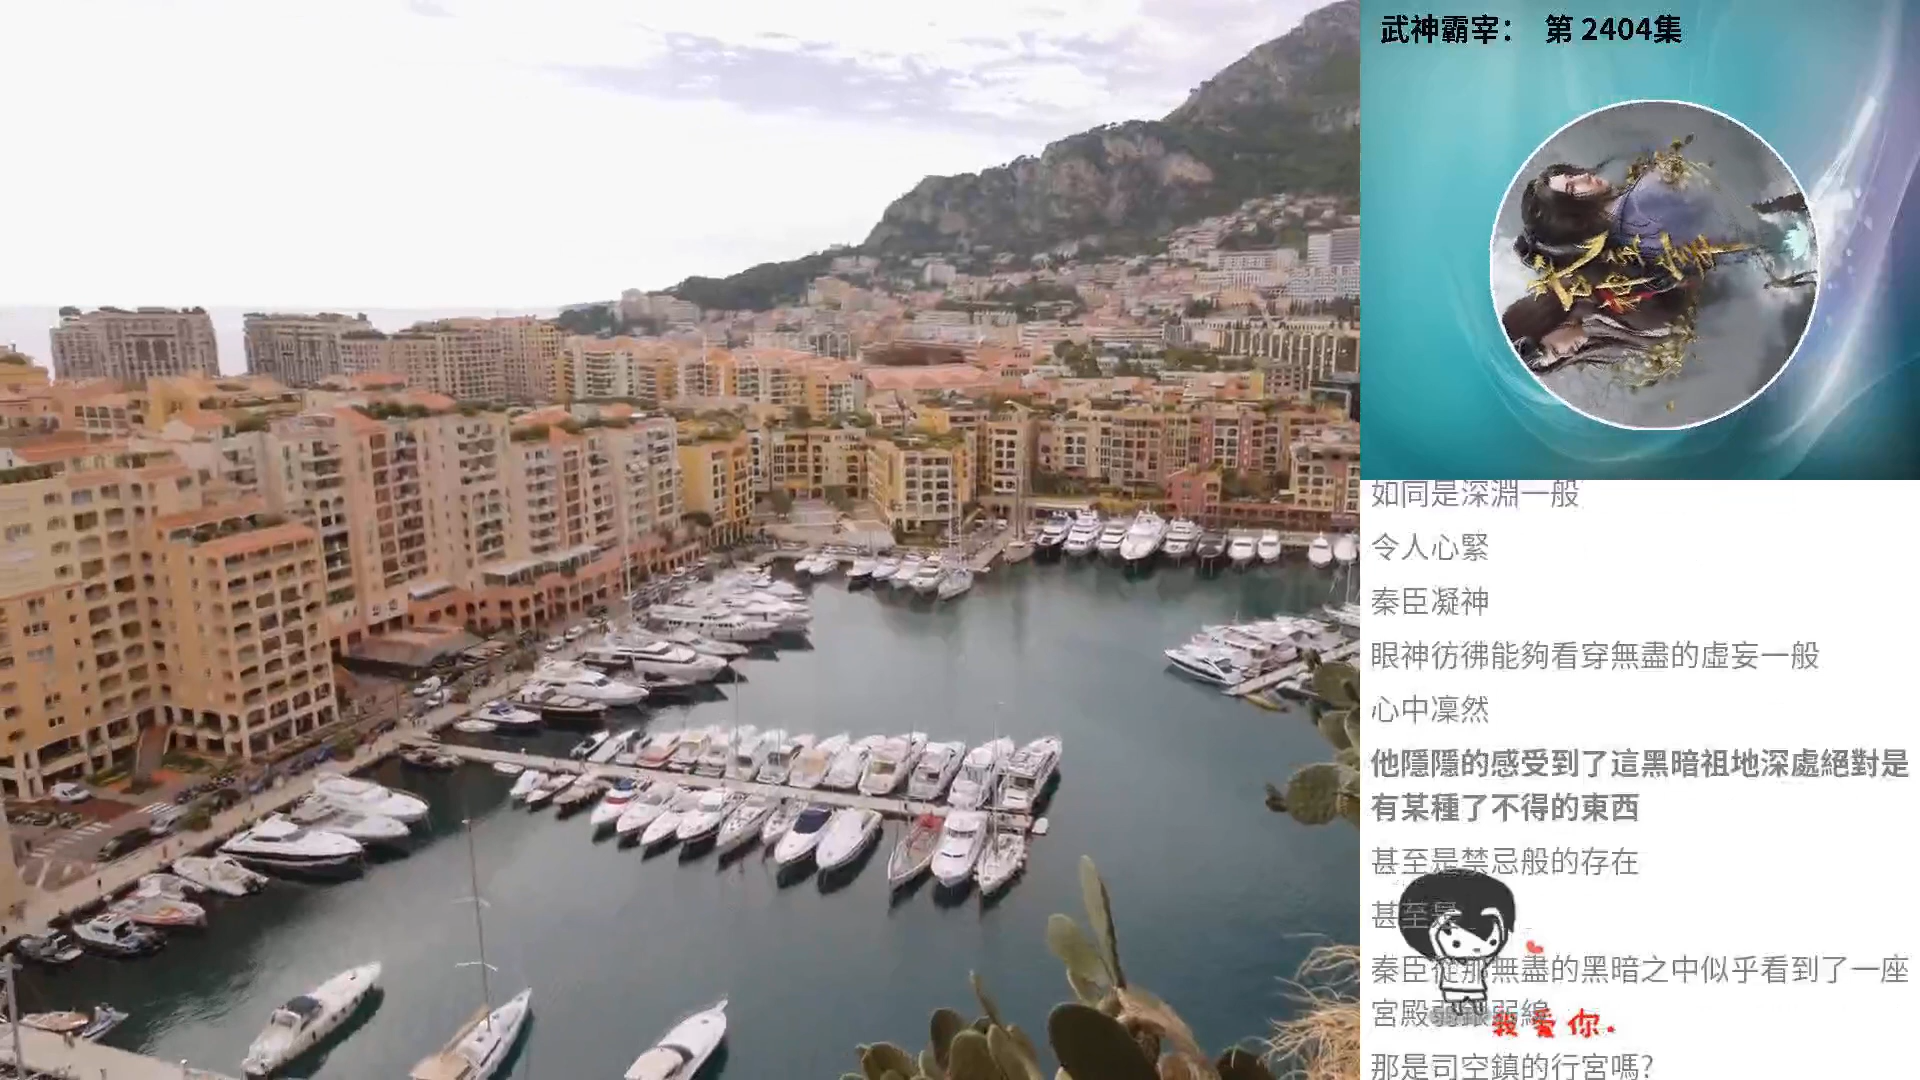 武神霸宰： 第 2404集
如同是深淵一般
令人心緊
秦臣凝神
眼神彷彿能夠看穿無盡的虛妄一般
心中凜然
他隱隱的感受到了這黑暗祖地深處絕對是
有某種了不得的東西
甚至是禁忌般的存在
甚至是
秦臣從那無盡的黑暗之中似乎看到了一座
宮殿
我爱你.
那是司空鎮的行宮嗎?